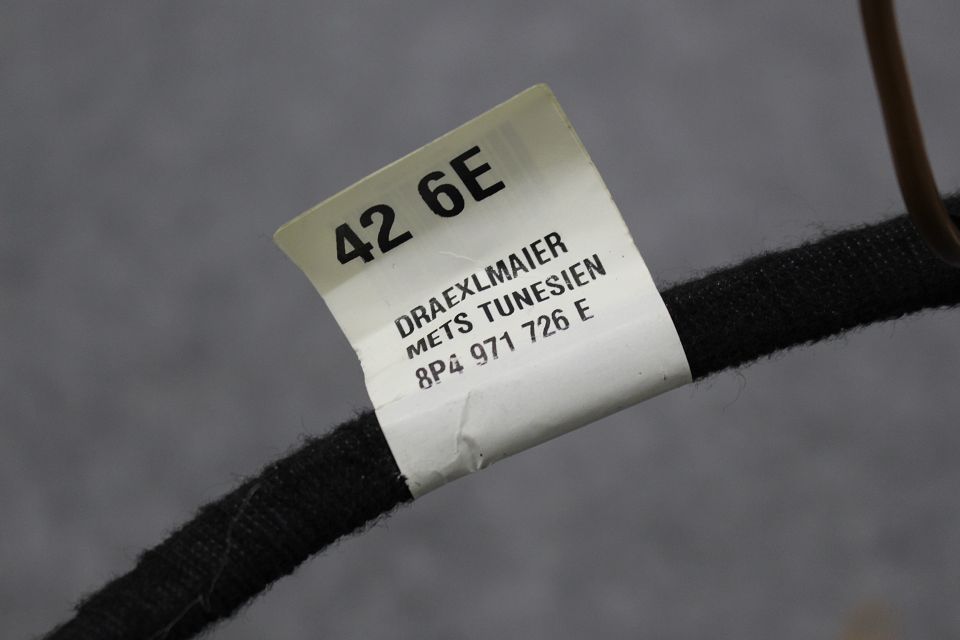 42 6E
DRAEXLMAIER
METS TUNESIEN
8P4 971 726 E